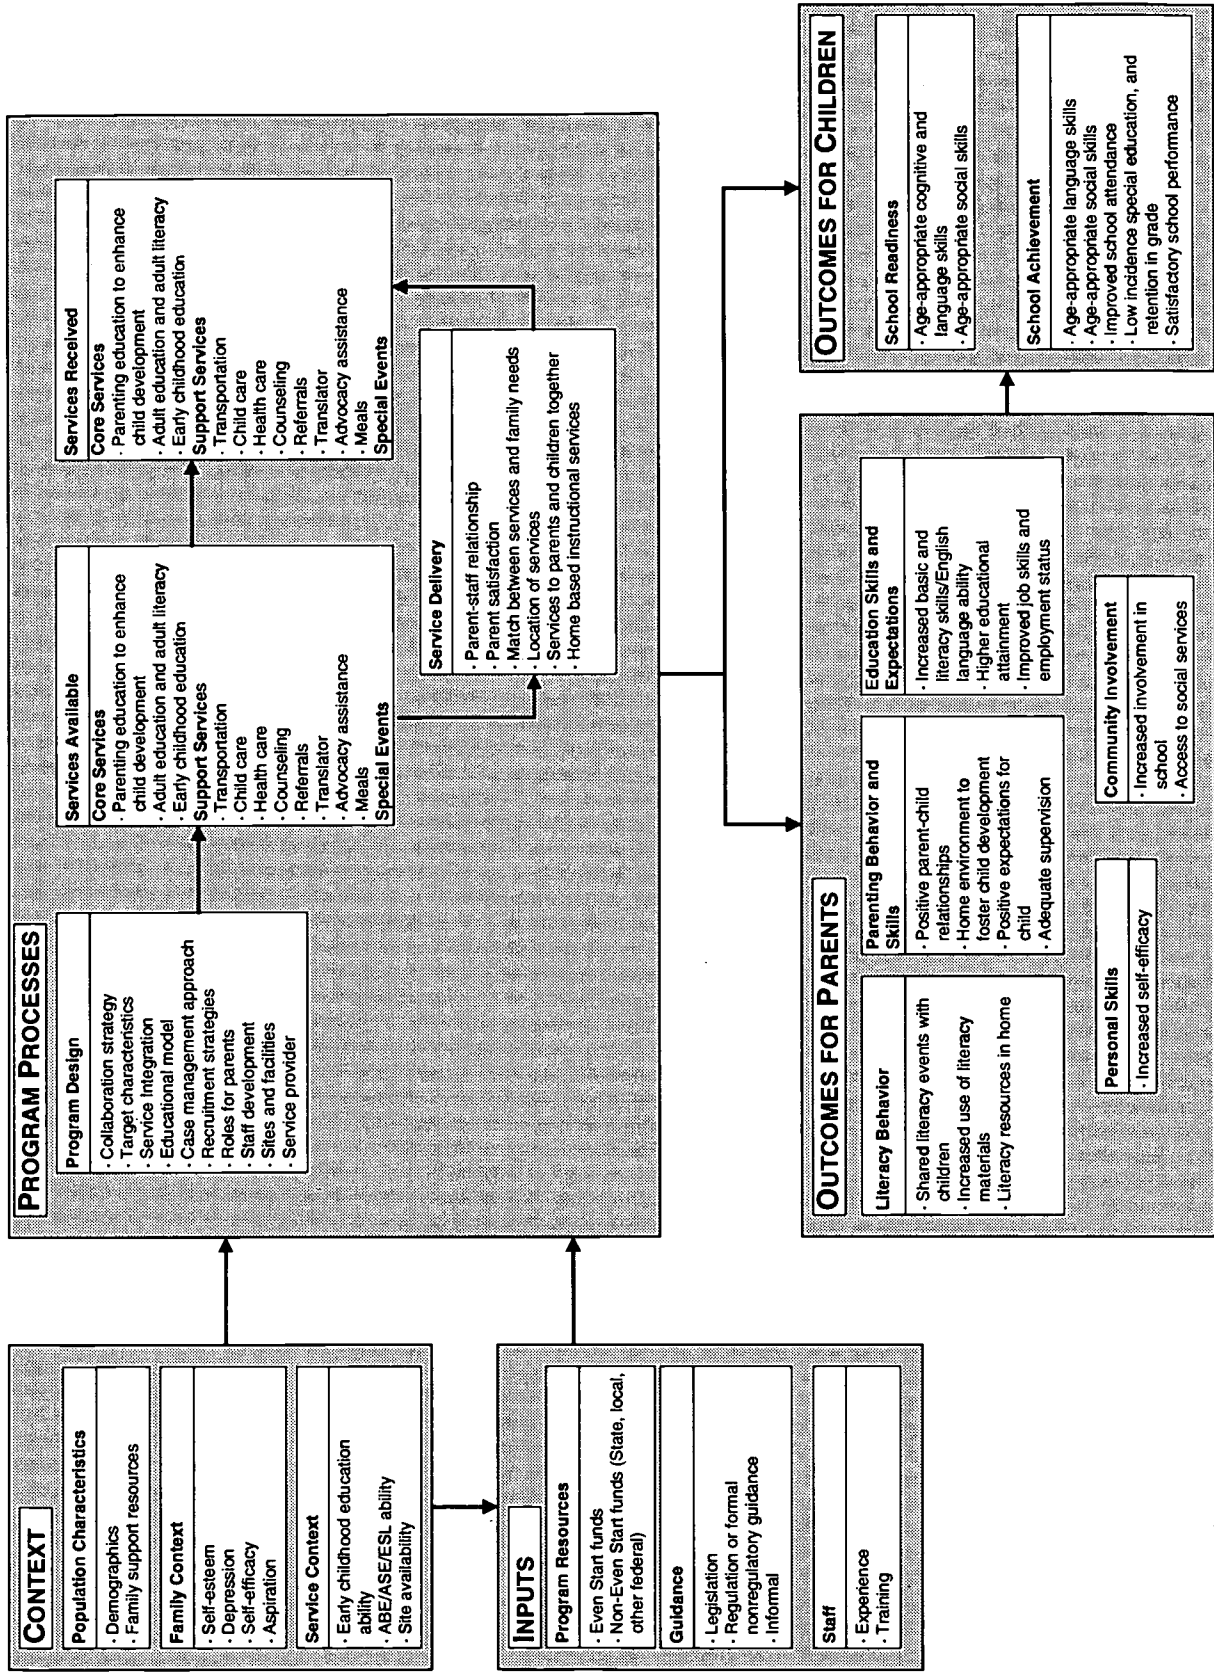 CONTEXT
Population Characteristics
· Demographics
· Family support resources
Family Context
· Self-esteem
· Depression
· Self-efficacy
· Aspiration
Service Context
· Early childhood education
ability
· ABE/ASE/ESL ability
· Site availability
INPUTS
Program Resources
· Even Start funds
· Non-Even Start funds (State, local,
other federal)
Guidance
· Legislation
· Regulation or formal
nonregulatory guidance
· Informal
Staff
· Experience
· Training
PROGRAM PROCESSES
Program Design
· Collaboration strategy
· Target characteristics
· Service Integration
· Educational model
· Case management approach
· Recruitment strategies
· Roles for parents
· Staff development
· Sites and facilities
· Service provider
Services Available
Core Services
· Parenting education to enhance
child development
· Adult education and adult literacy
· Early childhood education
Support Services
· Transportation
· Child care
· Health care
· Counseling
· Referrals
· Translator
· Advocacy assistance
· Meals
Special Events
Services Received
Core Services
· Parenting education to enhance
child development
· Adult education and adult literacy
· Early childhood education
Support Services
· Transportation
· Child care
· Health care
· Counseling
· Referrals
· Translator
· Advocacy assistance
· Meals
Special Events
Service Delivery
· Parent-staff relationship
· Parent satisfaction
· Match between services and family needs
· Location of services
· Services to parents and children together
· Home based instructional services
OUTCOMES FOR PARENTS
Literacy Behavior
· Shared literacy events with
children
· Increased use of literacy
materials
· Literacy resources in home
Parenting Behavior and
Skills
· Positive parent-child
relationships
· Home environment to
foster child development
· Positive expectations for
child
· Adequate supervision
Education Skills and
Expectations
· Increased basic and
literacy skills/English
language ability
· Higher educational
attainment
· Improved job skills and
employment status
Personal Skills
· Increased self-efficacy
Community Involvement
· Increased involvement in
school
· Access to social services
OUTCOMES FOR CHILDREN
School Readiness
· Age-appropriate cognitive and
language skills
· Age-appropriate social skills
School Achievement
· Age-appropriate language skills
· Age-appropriate social skills
· Improved school attendance
· Low incidence special education, and
retention in grade
· Satisfactory school performance